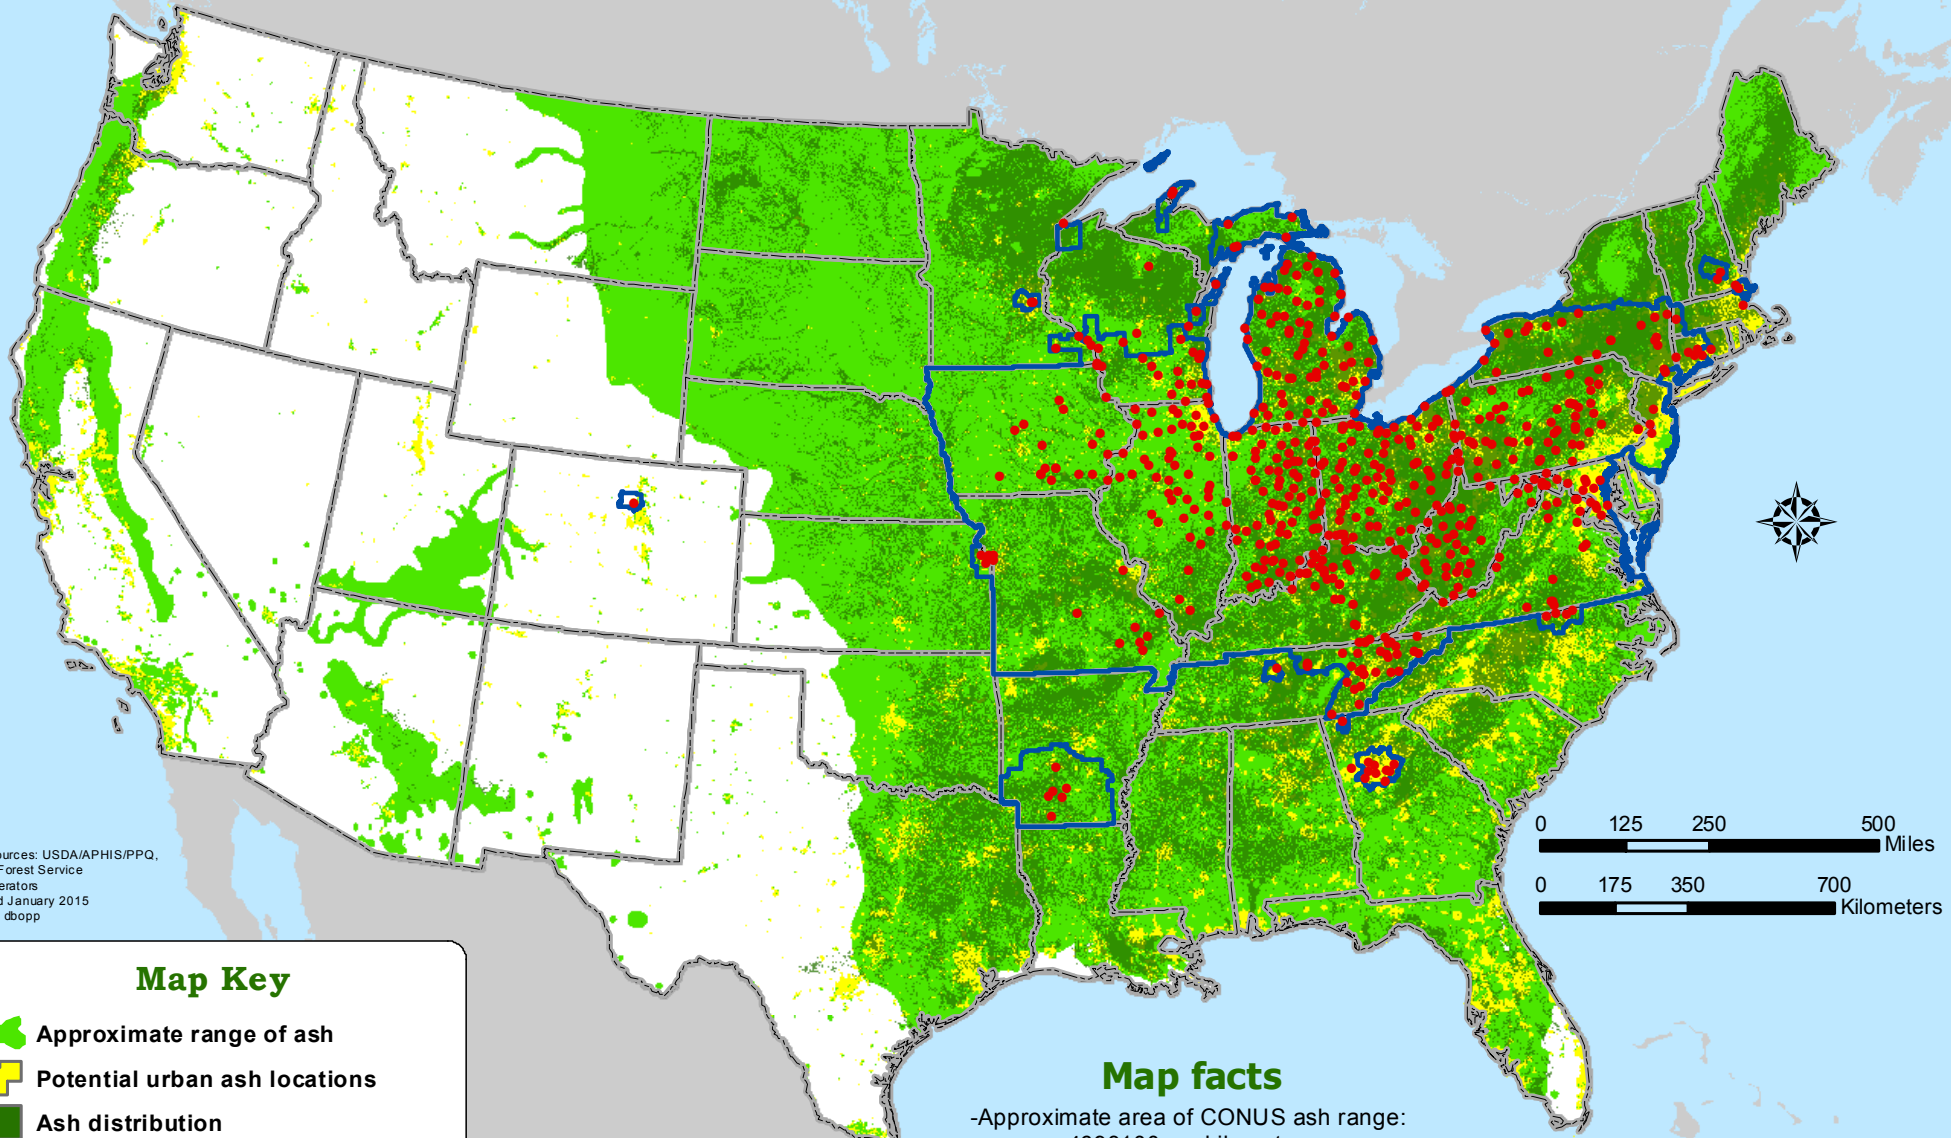 0 125 250 500
Miles
0 175 350 700
Kilometers
USDA/APHIS/PPQ,
Forest Service
January 2015
dbopp
Map Key
Approximate range of ash
Potential urban ash locations
Ash distribution
Map facts
-Approximate area of CONUS ash range: